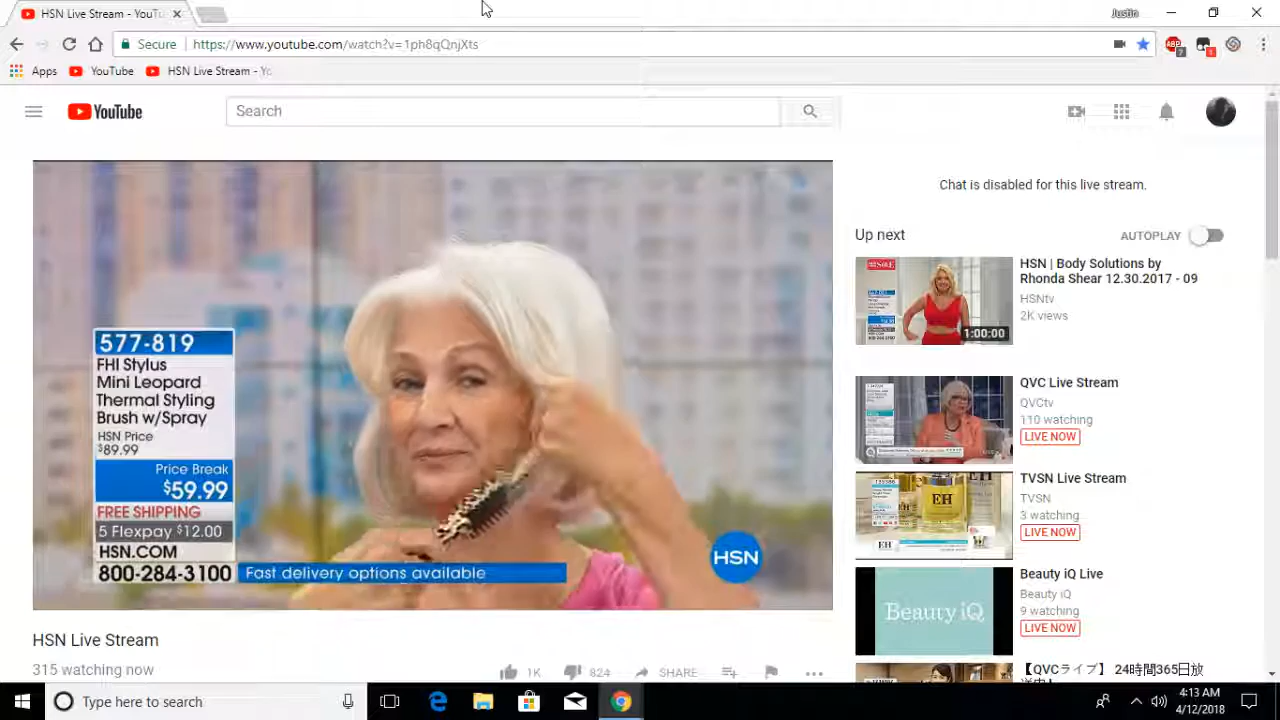 HSN Live Stream - YouTu
Justin
Secure
https://www.youtube.com/watch?v=1ph8qQnjXts
ABP
7
1
Apps
YouTube
HSN Live Stream - Yo
YouTube
Search
577-819
FHI Stylus
Mini Leopard
Thermal Styling
Brush w/Spray
HSN Price
$89.99
Price Break
$59.99
FREE SHIPPING
5 Flexpay $12.00
HSN.COM
800-284-3100
Fast delivery options available
HSN
HSN Live Stream
315 watching now
1K
824
SHARE
Chat is disabled for this live stream.
Up next
AUTOPLAY
1:00:00
HSN | Body Solutions by
Rhonda Shear 12.30.2017 - 09
HSNtv
2K views
QVC Live Stream
QVCtv
110 watching
LIVE NOW
EH
EH
EH
TVSN Live Stream
TVSN
3 watching
LIVE NOW
Beauty iQ
Beauty iQ Live
Beauty iQ
9 watching
LIVE NOW
【QVCライブ】 24時間365日放
Type here to search
4:13 AM
4/12/2018